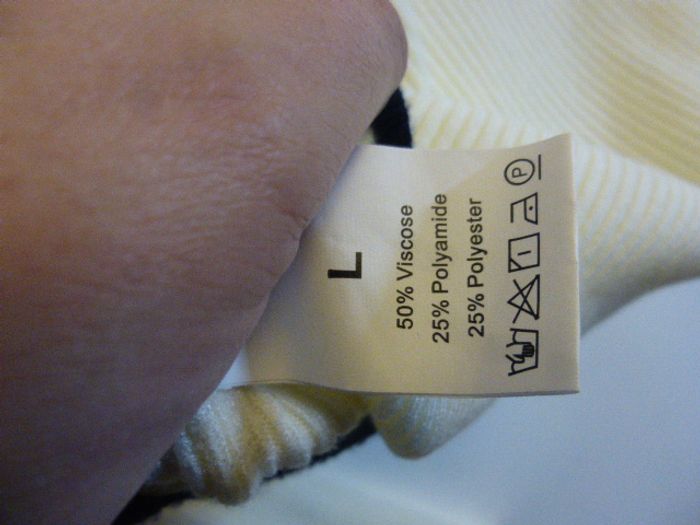 L
50% Viscose
25% Polyamide
25% Polyester
P